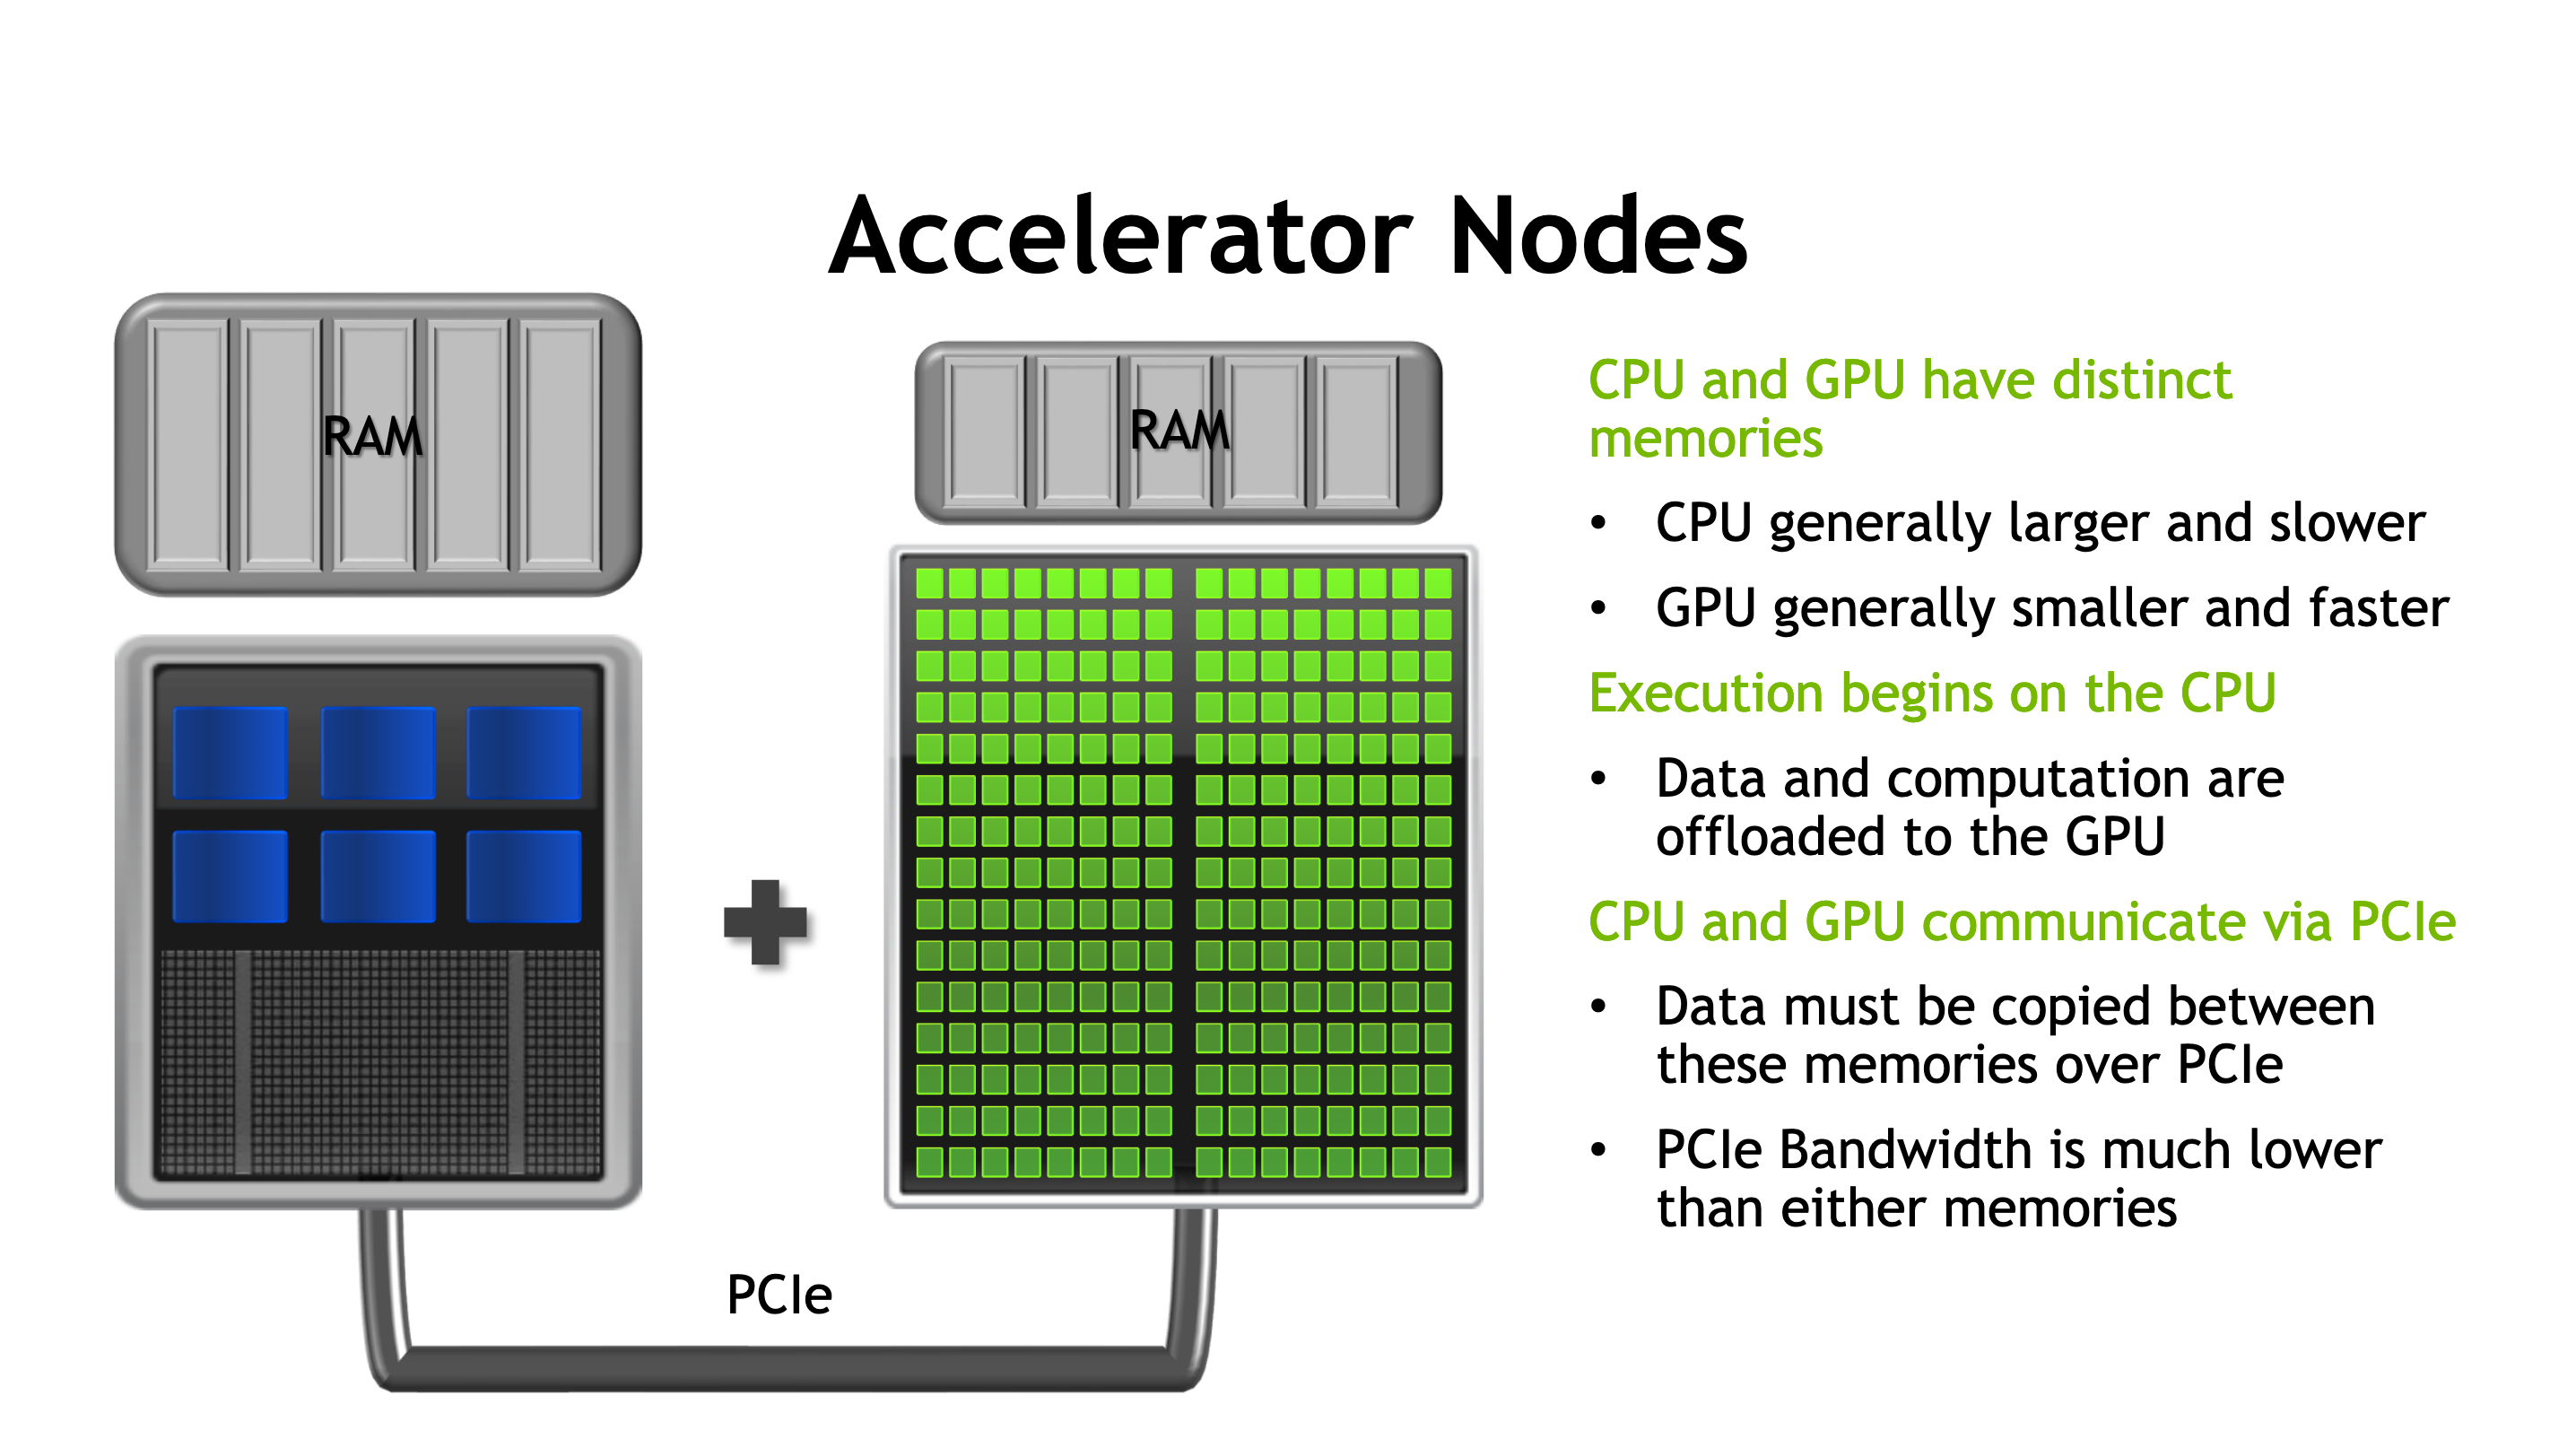 Accelerator Nodes
RAM
RAM
PCIe
CPU and GPU have distinct
memories
• CPU generally larger and slower
• GPU generally smaller and faster
Execution begins on the CPU
• Data and computation are
offloaded to the GPU
CPU and GPU communicate via PCIe
• Data must be copied between
these memories over PCIe
• PCIe Bandwidth is much lower
than either memories